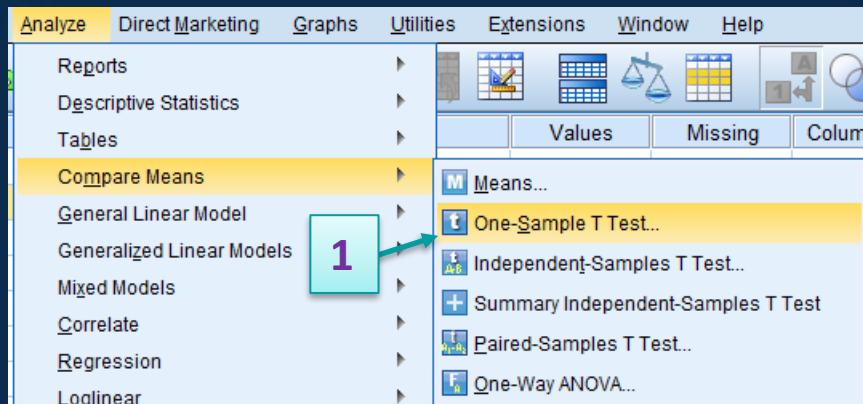 Analyze Direct Marketing Graphs Utilities Extensions Window Help
Reports
Descriptive Statistics
Tables
Values Missing Colum
Compare Means
Means...
General Linear Model
One-Sample T Test...
Generalized Linear Models
1
Independent-Samples T Test...
Mixed Models
Summary Independent-Samples T Test
Correlate
Paired-Samples T Test...
Regression
One-Way ANOVA...
Loglinear